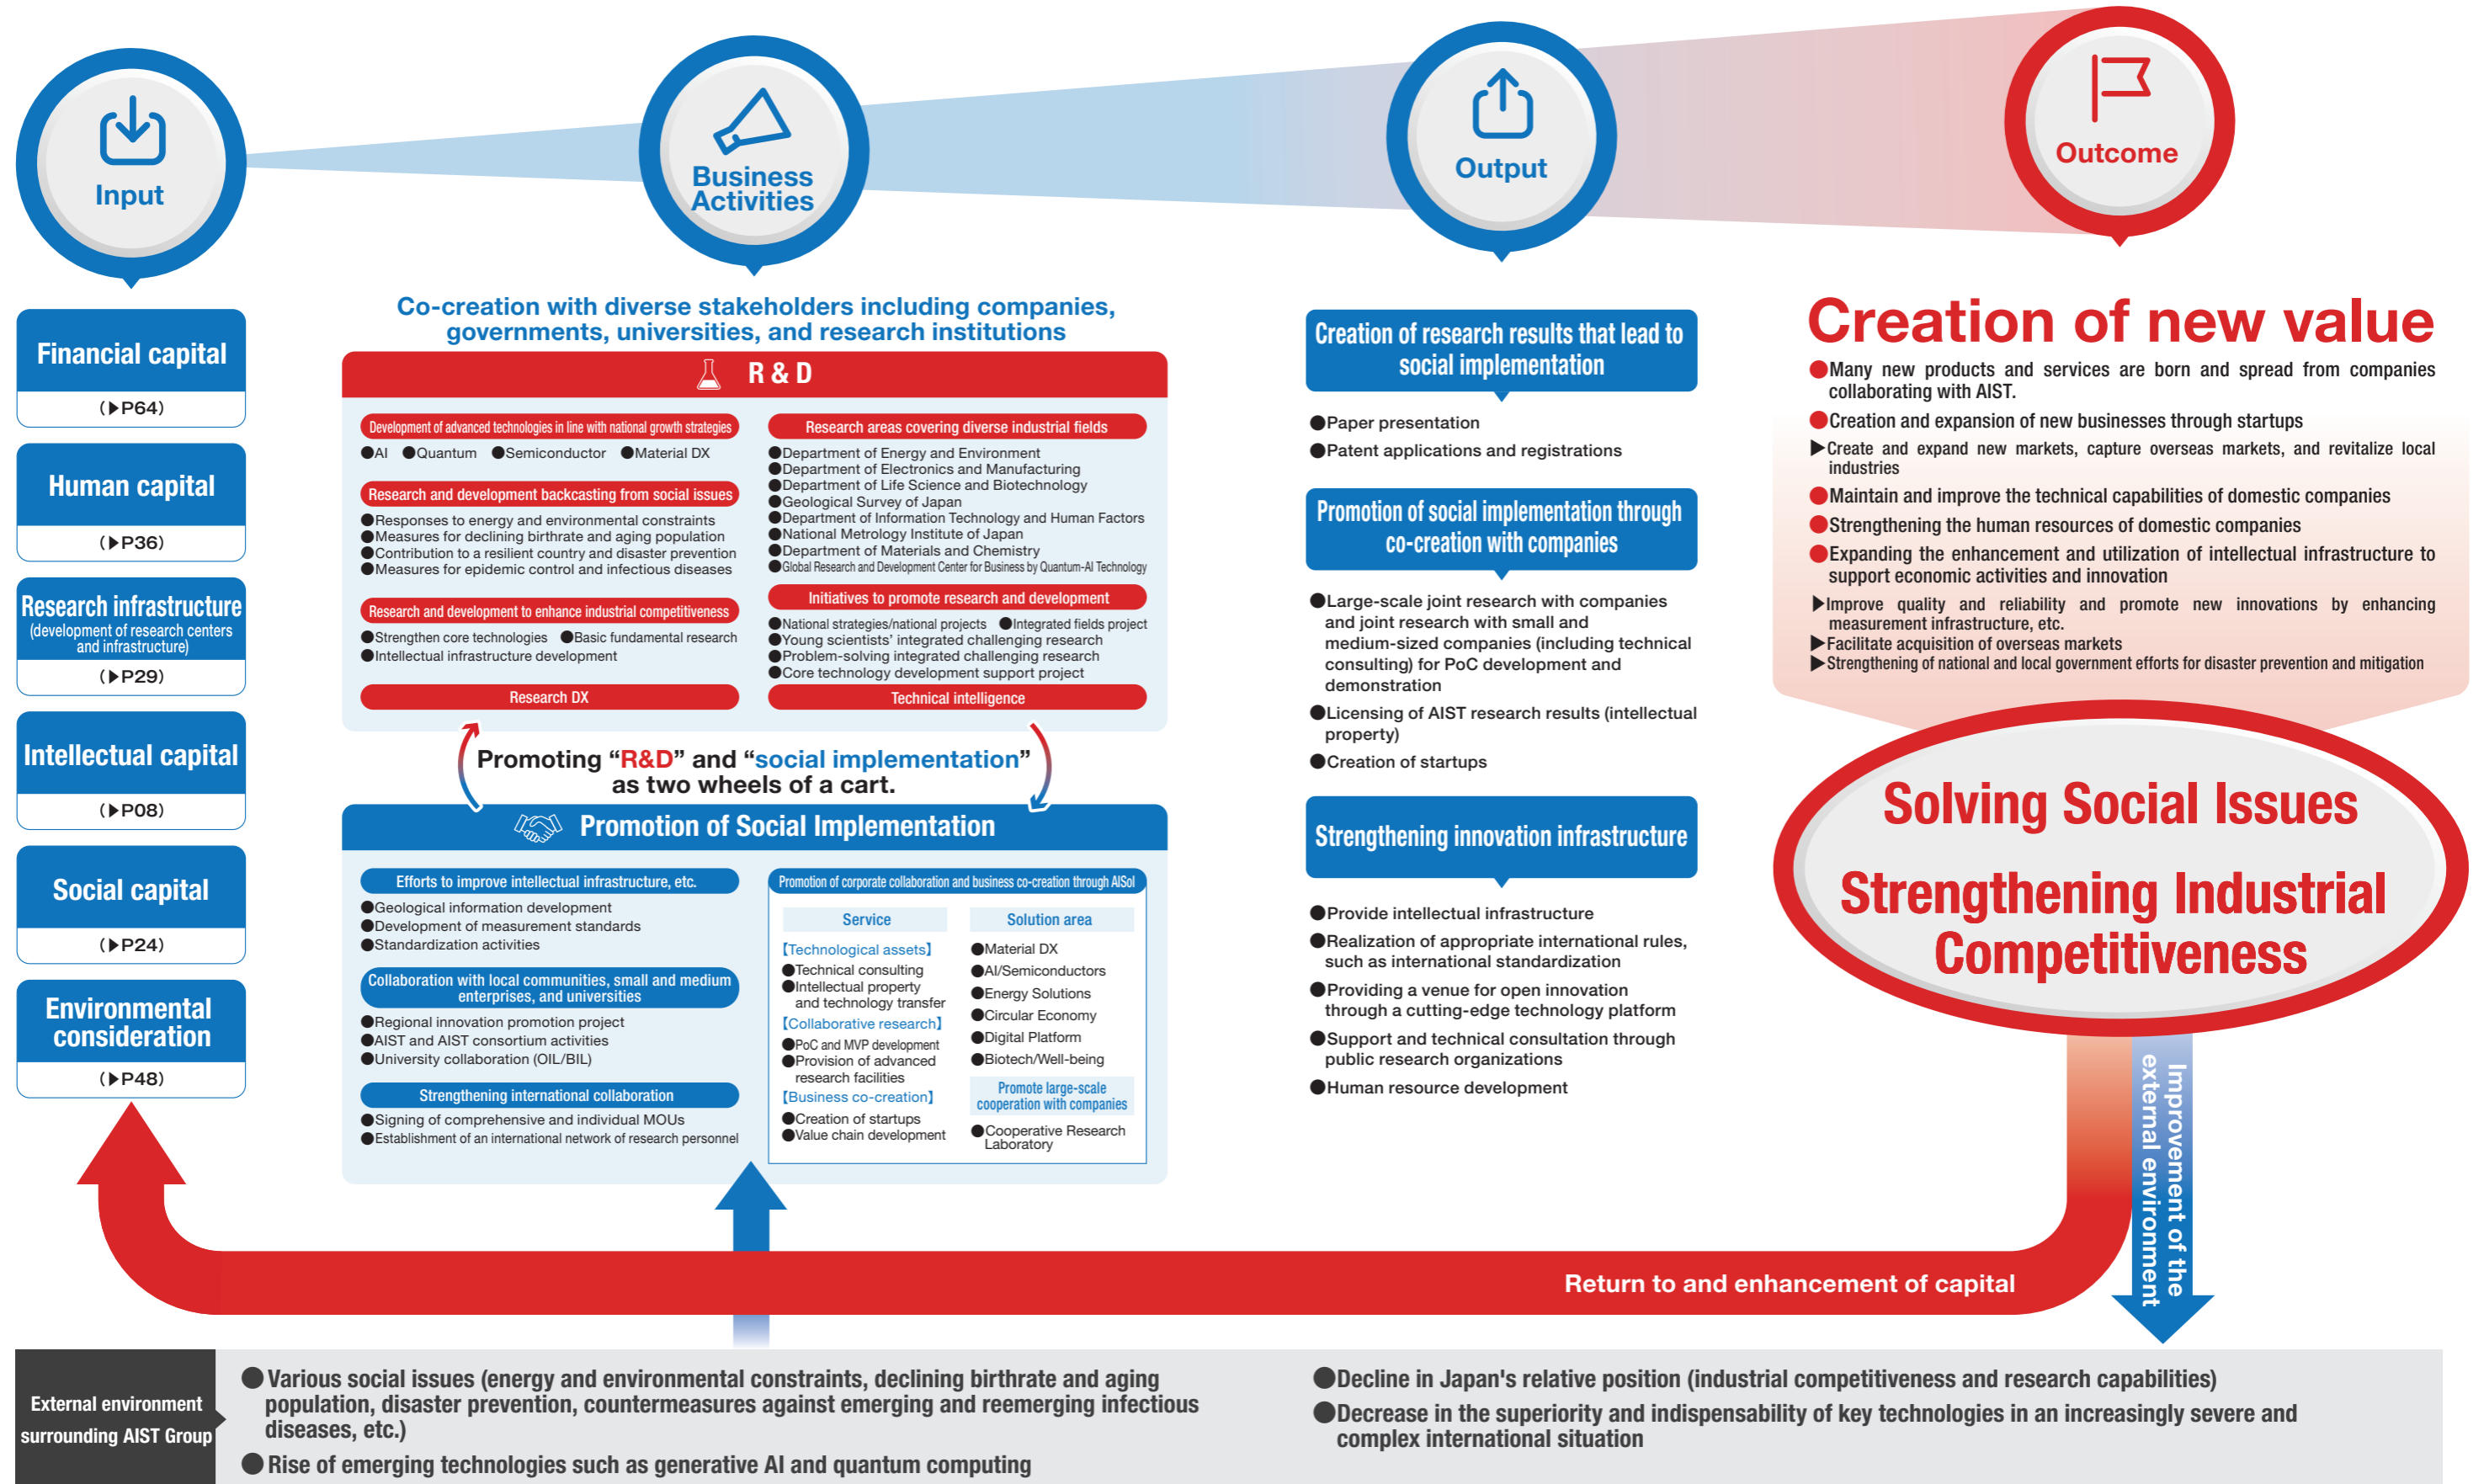 Input
Business
Activities
Output
Outcome
Financial capital
(▶P64)
Human capital
(▶P36)
Research infrastructure
(development of research centers
and infrastructure)
(▶P29)
Intellectual capital
(▶P08)
Social capital
(▶P24)
Environmental
consideration
(▶P48)
Co-creation with diverse stakeholders including companies,
governments, universities, and research institutions
R & D
Development of advanced technologies in line with national growth strategies
●AI ●Quantum ●Semiconductor ●Material DX
Research and development backcasting from social issues
●Responses to energy and environmental constraints
●Measures for declining birthrate and aging population
●Contribution to a resilient country and disaster prevention
●Measures for epidemic control and infectious diseases
Research and development to enhance industrial competitiveness
●Strengthen core technologies ●Basic fundamental research
●Intellectual infrastructure development
Research DX
Research areas covering diverse industrial fields
●Department of Energy and Environment
●Department of Electronics and Manufacturing
●Department of Life Science and Biotechnology
●Geological Survey of Japan
●Department of Information Technology and Human Factors
●National Metrology Institute of Japan
●Department of Materials and Chemistry
●Global Research and Development Center for Business by Quantum-AI Technology
Initiatives to promote research and development
●National strategies/national projects ●Integrated fields project
●Young scientists' integrated challenging research
●Problem-solving integrated challenging research
●Core technology development support project
Technical intelligence
Promoting “R&D” and “social implementation”
as two wheels of a cart.
Promotion of Social Implementation
Efforts to improve intellectual infrastructure, etc.
●Geological information development
●Development of measurement standards
●Standardization activities
Collaboration with local communities, small and medium
enterprises, and universities
●Regional innovation promotion project
●AIST and AIST consortium activities
●University collaboration (OIL/BIL)
Strengthening international collaboration
●Signing of comprehensive and individual MOUs
●Establishment of an international network of research personnel
Promotion of corporate collaboration and business co-creation through AISol
Service
【Technological assets】
●Technical consulting
●Intellectual property
and technology transfer
【Collaborative research】
●PoC and MVP development
●Provision of advanced
research facilities
【Business co-creation】
●Creation of startups
●Value chain development
Solution area
●Material DX
●AI/Semiconductors
●Energy Solutions
●Circular Economy
●Digital Platform
●Biotech/Well-being
Promote large-scale
cooperation with companies
●Cooperative Research
Laboratory
Creation of research results that lead to
social implementation
●Paper presentation
●Patent applications and registrations
Promotion of social implementation through
co-creation with companies
●Large-scale joint research with companies
and joint research with small and
medium-sized companies (including technical
consulting) for PoC development and
demonstration
●Licensing of AIST research results (intellectual
property)
●Creation of startups
Strengthening innovation infrastructure
●Provide intellectual infrastructure
●Realization of appropriate international rules,
such as international standardization
●Providing a venue for open innovation
through a cutting-edge technology platform
●Support and technical consultation through
public research organizations
●Human resource development
Creation of new value
●Many new products and services are born and spread from companies
collaborating with AIST.
●Creation and expansion of new businesses through startups
▶Create and expand new markets, capture overseas markets, and revitalize local
industries
●Maintain and improve the technical capabilities of domestic companies
●Strengthening the human resources of domestic companies
●Expanding the enhancement and utilization of intellectual infrastructure to
support economic activities and innovation
▶Improve quality and reliability and promote new innovations by enhancing
measurement infrastructure, etc.
▶Facilitate acquisition of overseas markets
▶Strengthening of national and local government efforts for disaster prevention and mitigation
Solving Social Issues
Strengthening Industrial
Competitiveness
Improvement of the
external environment
Return to and enhancement of capital
External environment
surrounding AIST Group
●Various social issues (energy and environmental constraints, declining birthrate and aging
population, disaster prevention, countermeasures against emerging and reemerging infectious
diseases, etc.)
●Rise of emerging technologies such as generative AI and quantum computing
●Decline in Japan's relative position (industrial competitiveness and research capabilities)
●Decrease in the superiority and indispensability of key technologies in an increasingly severe and
complex international situation